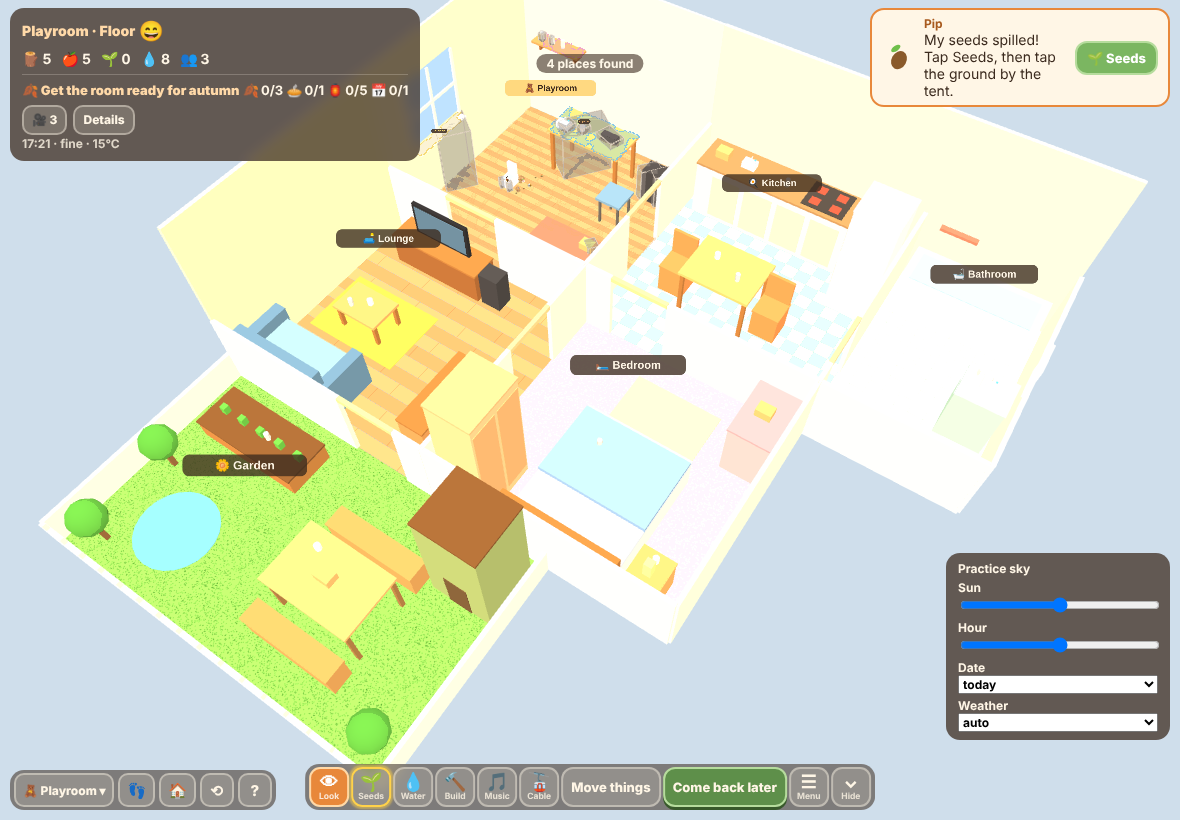 Playroom · Floor
5 5 0 8 3
Get the room ready for autumn 0/3 0/1 0/5 0/1
3 Details
17:21 · fine · 15°C
4 places found
Playroom
Pip
My seeds spilled!
Tap Seeds, then tap
the ground by the
tent.
Seeds
Kitchen
Lounge
Bathroom
Bedroom
Garden
Practice sky
Sun
Hour
Date
today
Weather
auto
Playroom ▾
?
Look
Seeds
Water
Build
Music
Cable
Move things
Come back later
Menu
Hide